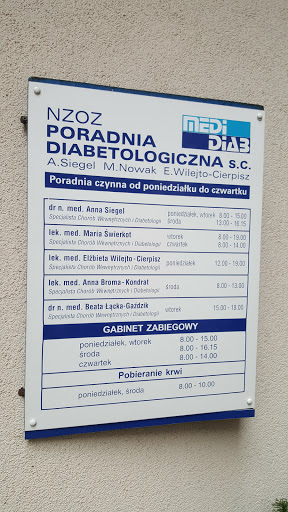 NZOZ
MEDI
DIAB
PORADNIA
DIABETOLOGICZNA s.c.
A.Siegel M.Nowak E.Wilejto-Cierpisz
Poradnia czynna od poniedziałku do czwartku
dr n. med. Anna Siegel poniedziałek, wtorek 8.00 - 15.00
Specjalista Chorób Wewnętrznych i Diabetologii środa 13.00 - 16.15
lek. med. Maria Świerkot wtorek 8.00 - 19.00
Specjalista Chorób Wewnętrznych i Diabetologii czwartek 8.00 - 14.00
lek. med. Elżbieta Wilejto - Cierpisz poniedziałek 12.00 - 19.00
Specjalista Chorób Wewnętrznych i Diabetologii
lek. med. Anna Broma - Kondrat środa 8.00 - 13.00
Specjalista Chorób Wewnętrznych i Diabetologii
dr n. med. Beata Łącka-Gaździk wtorek 15.00 - 18.00
Specjalista Chorób Wewnętrznych i Diabetologii
GABINET ZABIEGOWY
poniedziałek, wtorek 8.00 - 15.00
środa 8.00 - 16.15
czwartek 8.00 - 14.00
Pobieranie krwi
poniedziałek, środa 8.00 - 10.00